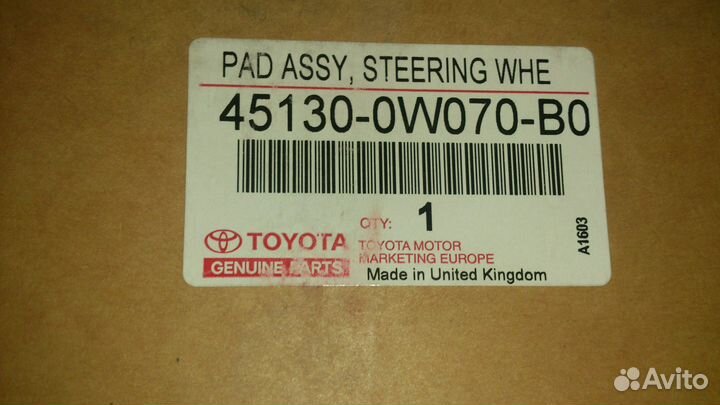 PAD ASSY, STEERING WHE
45130-0W070-B0
QTY: 1
TOYOTA
GENUINE PARTS
TOYOTA MOTOR
MARKETING EUROPE
Made in United Kingdom
A1603
Avito